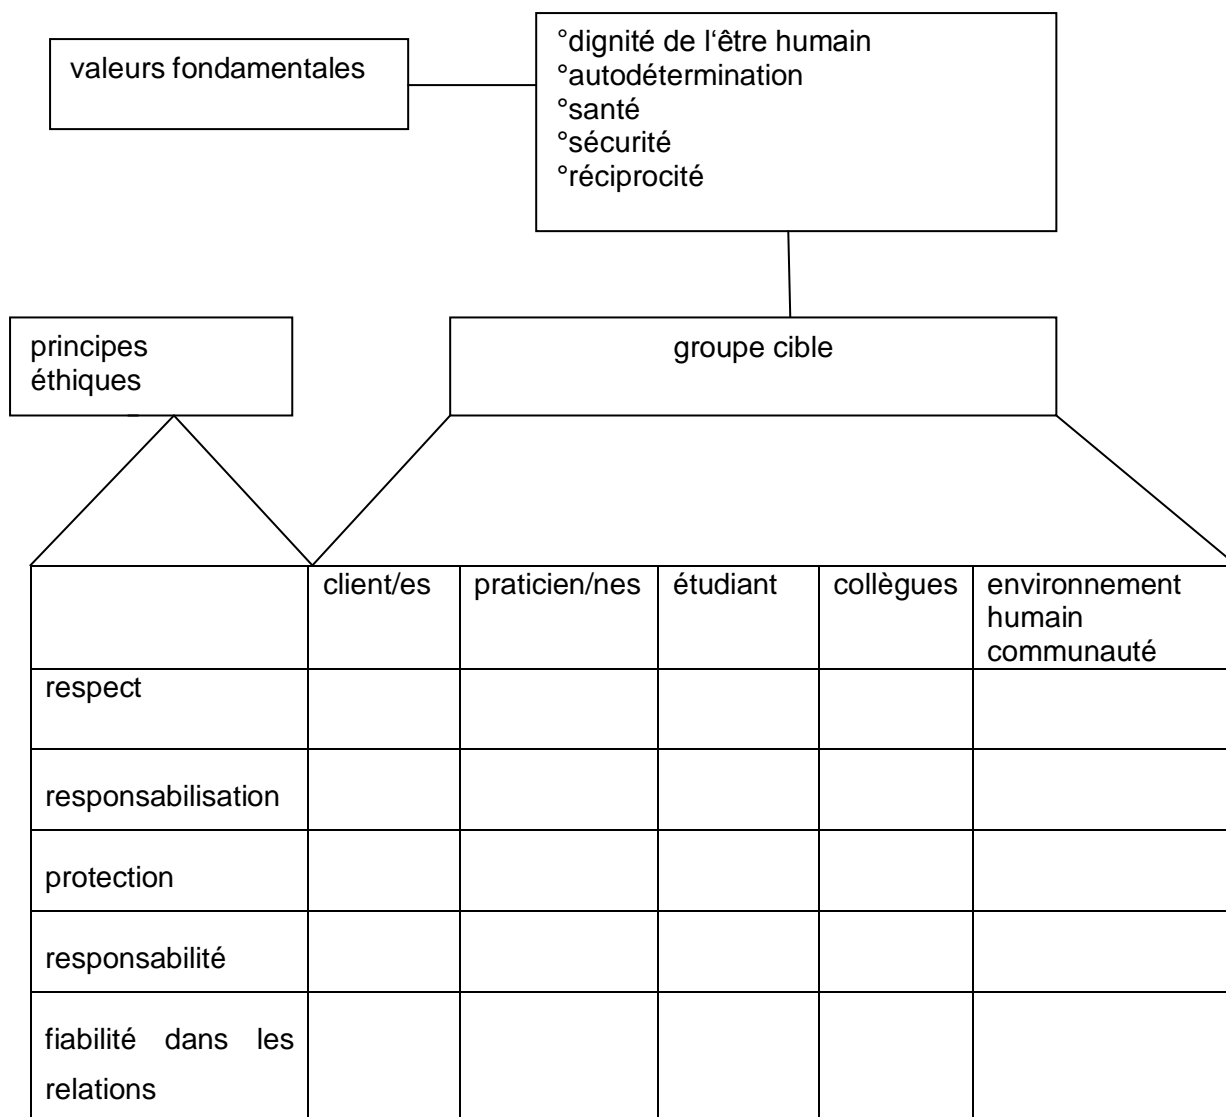 valeurs fondamentales
°dignité de l‘être humain
°autodétermination
°santé
°sécurité
°réciprocité
principes
éthiques
groupe cible
client/es praticien/nes étudiant collègues environnement
humain
communauté
respect
responsabilisation
protection
responsabilité
fiabilité dans les
relations